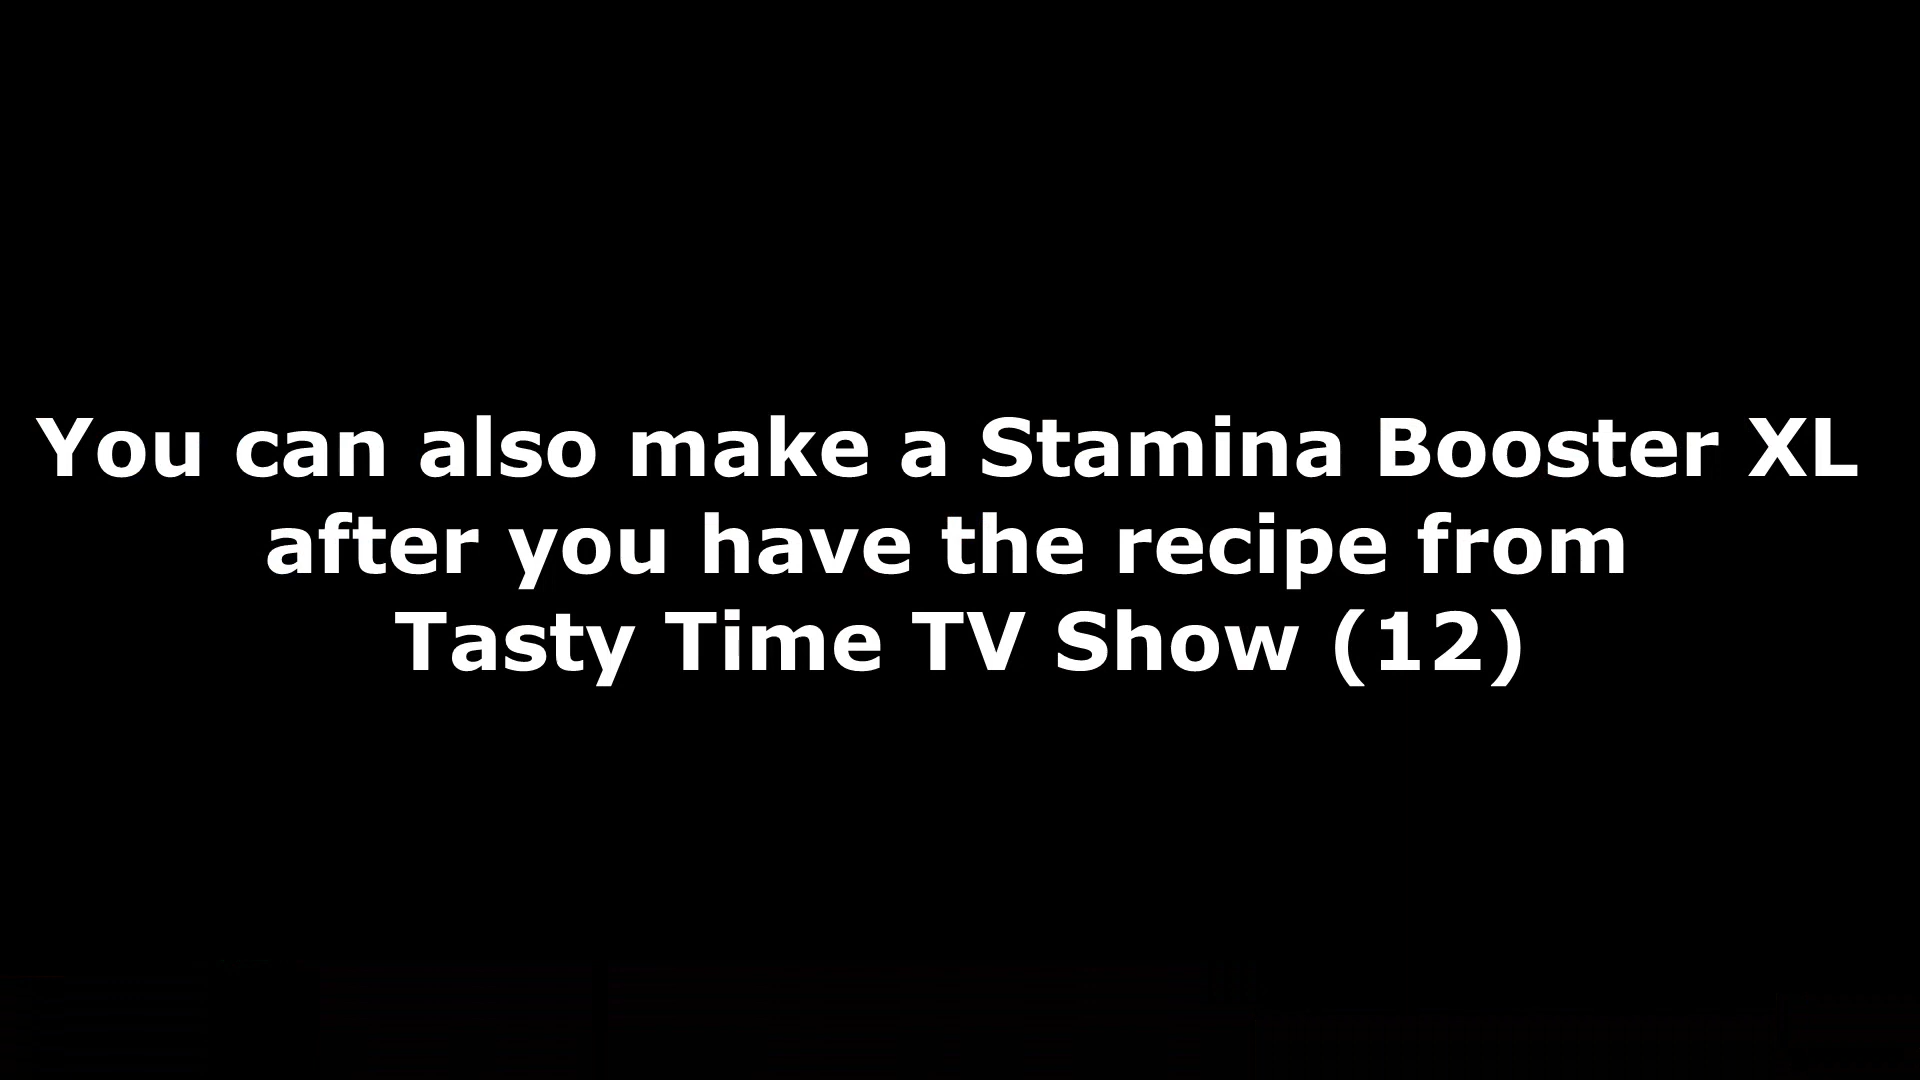 You can also make a Stamina Booster XL
after you have the recipe from
Tasty Time TV Show (12)